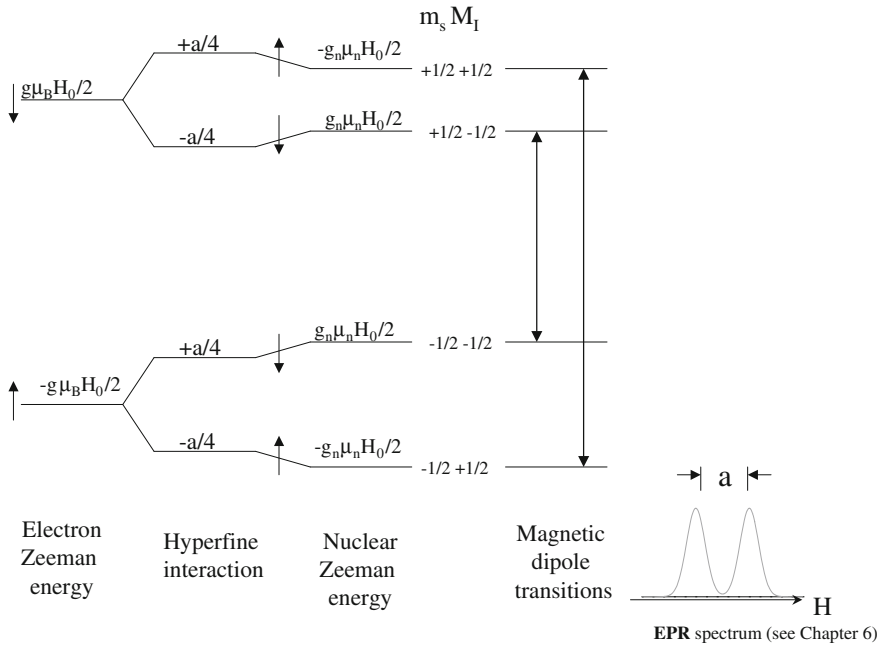 m_s M_I
+a/4
-g_nμ_nH_0/2
+1/2 +1/2
gμ_BH_0/2
-a/4
g_nμ_nH_0/2
+1/2 -1/2
+a/4
g_nμ_nH_0/2
-1/2 -1/2
-gμ_BH_0/2
-a/4
-g_nμ_nH_0/2
-1/2 +1/2
a
Electron
Zeeman
energy
Hyperfine
interaction
Nuclear
Zeeman
energy
Magnetic
dipole
transitions
H
EPR spectrum (see Chapter 6)